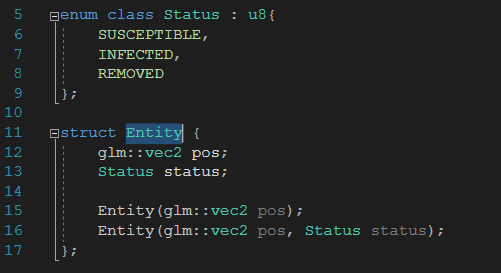 5 enum class Status : u8{
6     SUSCEPTIBLE,
7     INFECTED,
8     REMOVED
9 };
10
11 struct Entity {
12     glm::vec2 pos;
13     Status status;
14
15     Entity(glm::vec2 pos);
16     Entity(glm::vec2 pos, Status status);
17 };